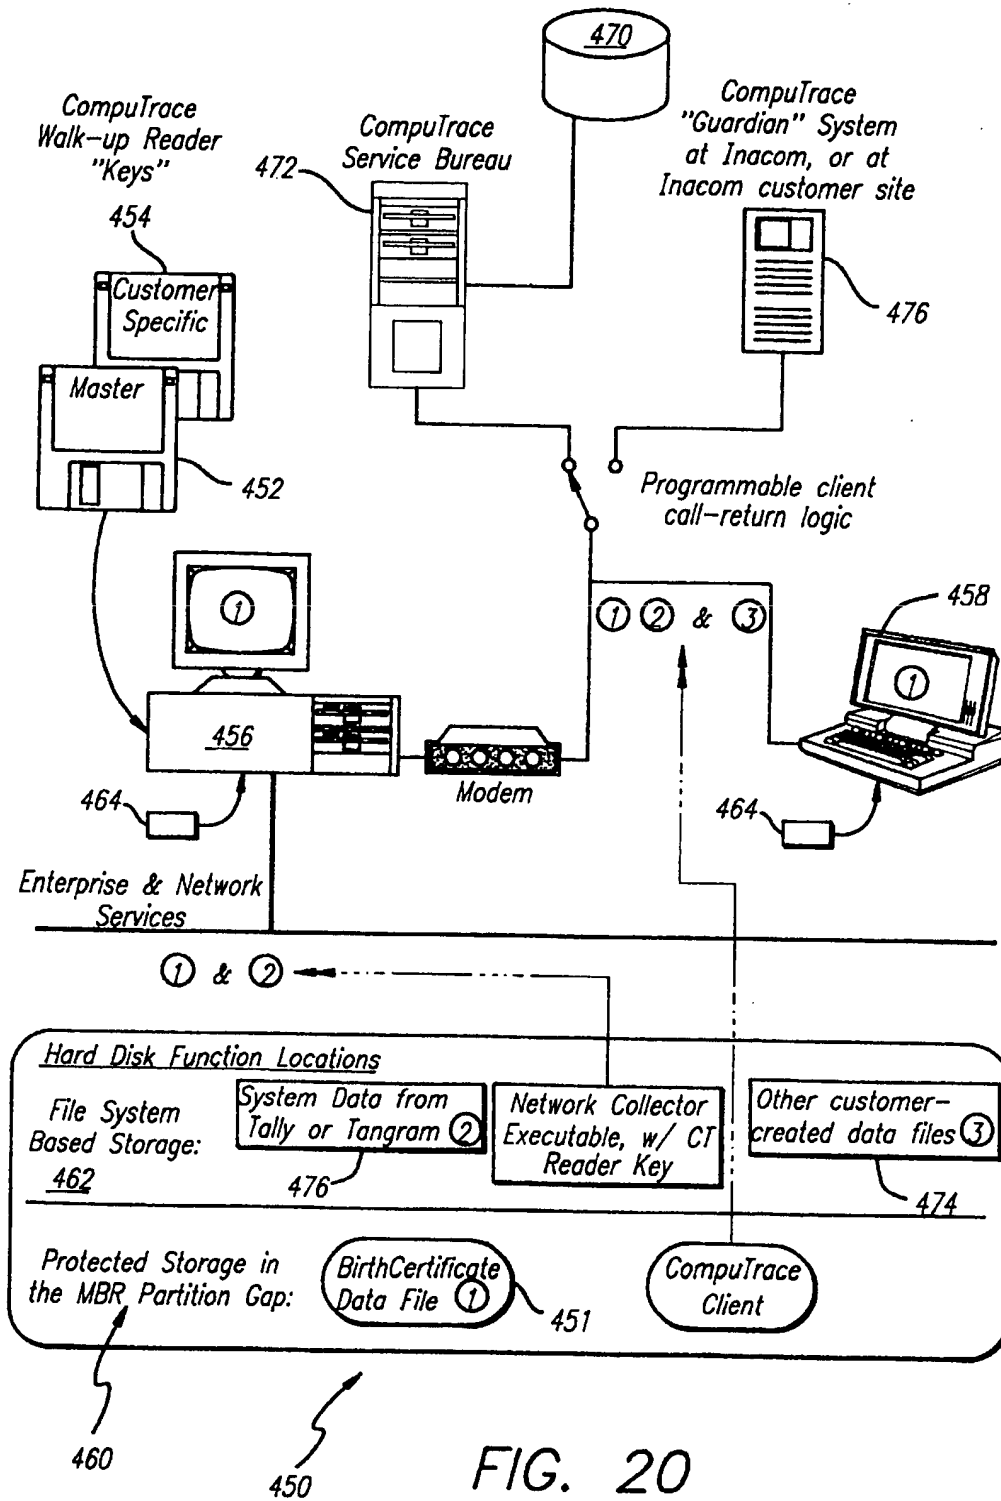 470
CompuTrace
Walk-up Reader
"Keys"
454
CompuTrace
Service Bureau
472
CompuTrace
"Guardian" System
at Inacom, or at
Inacom customer site
476
Customer
Specific
Master
452
Programmable client
call-return logic
1
1 2 & 3
458
1
456
Modem
464
464
Enterprise & Network
Services
1 & 2
Hard Disk Function Locations
File System
Based Storage:
462
System Data from
Tally or Tangram 2
476
Network Collector
Executable, w/ CT
Reader Key
Other customer-
created data files 3
474
Protected Storage in
the MBR Partition Gap:
BirthCertificate
Data File 1
451
CompuTrace
Client
460
450
FIG. 20